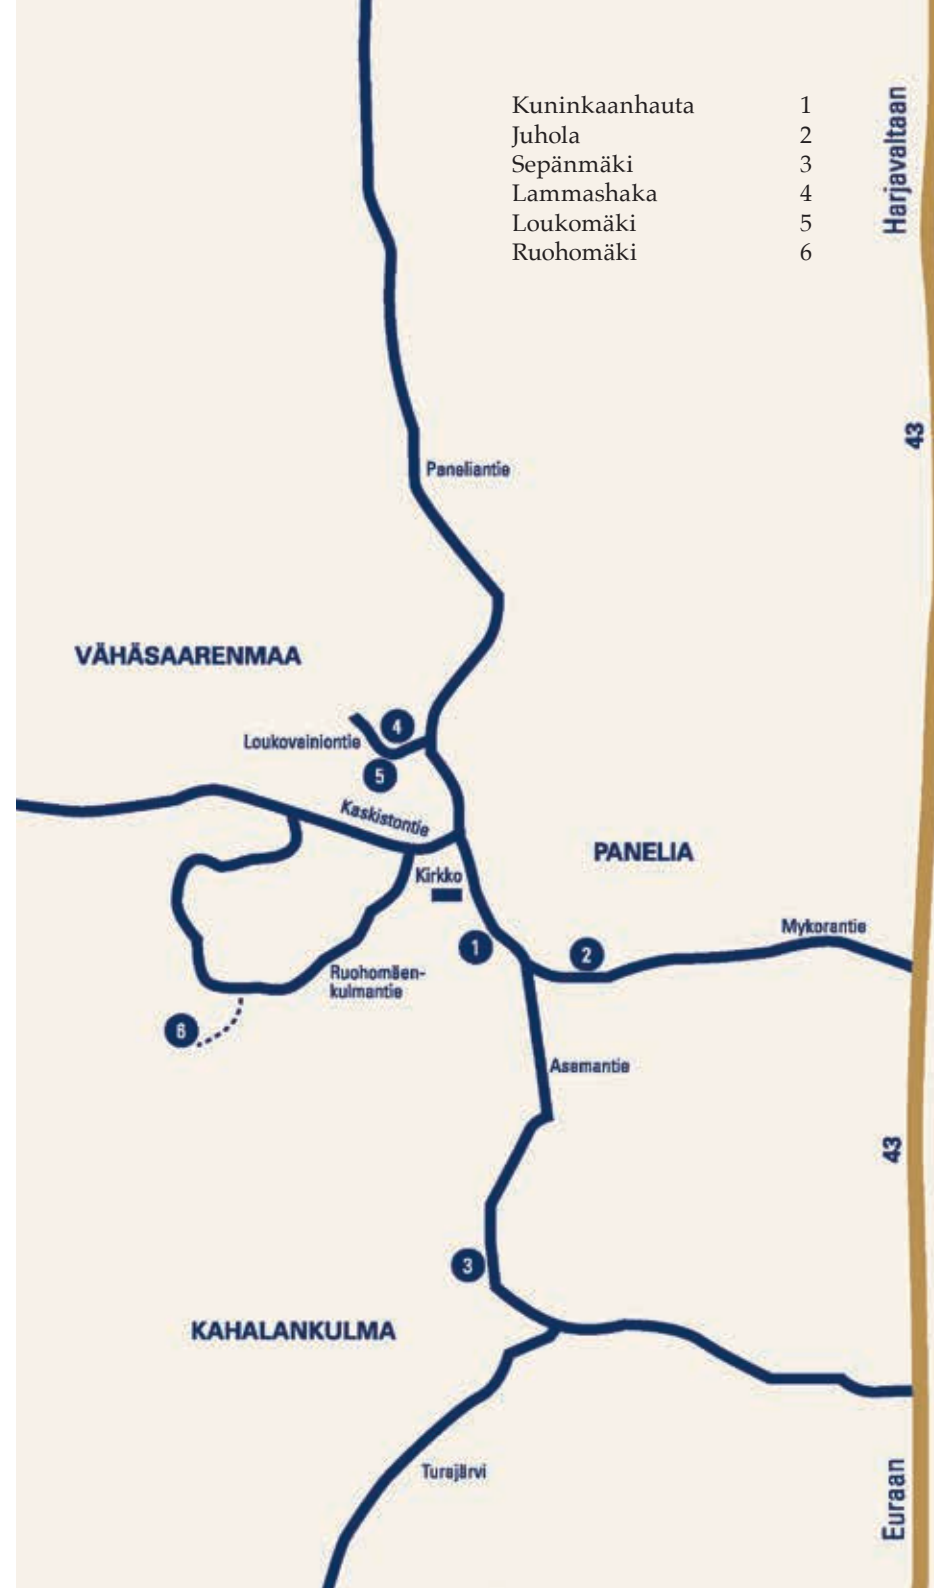 Kuninkaanhauta 1
Juhola 2
Sepänmäki 3
Lammashaka 4
Loukomäki 5
Ruohomäki 6
Harjavaltaan
43
Paneliantie
VÄHÄSAARENMAA
4
Loukovainiontie
5
Kaskistontie
PANELIA
Kirkko
Mykorantie
1
2
Ruohomäen-
kulmantie
6
Asemantie
43
3
KAHALANKULMA
Turajärvi
Euraan